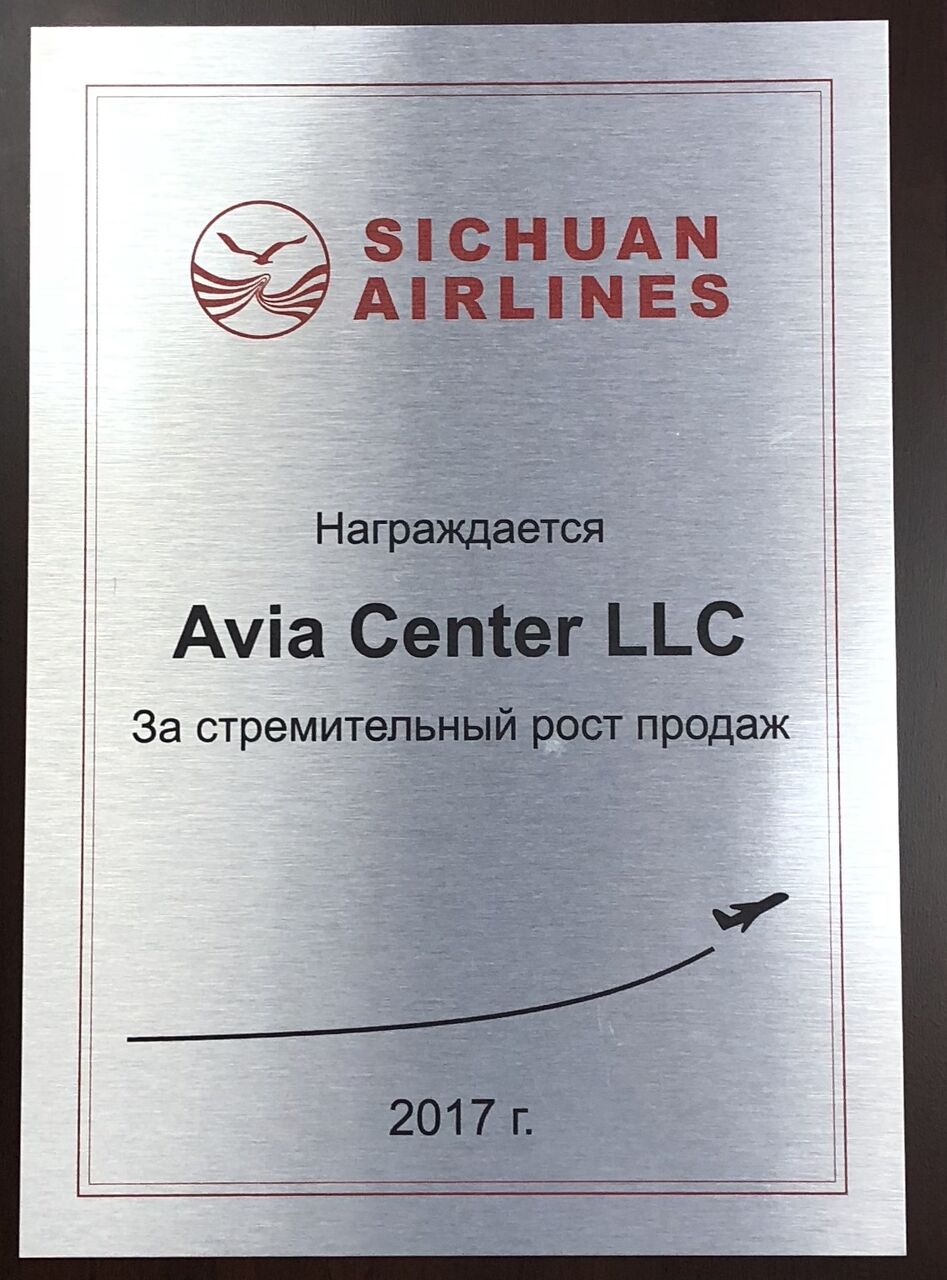 SICHUAN
AIRLINES
Награждается
Avia Center LLC
За стремительный рост продаж
2017 г.